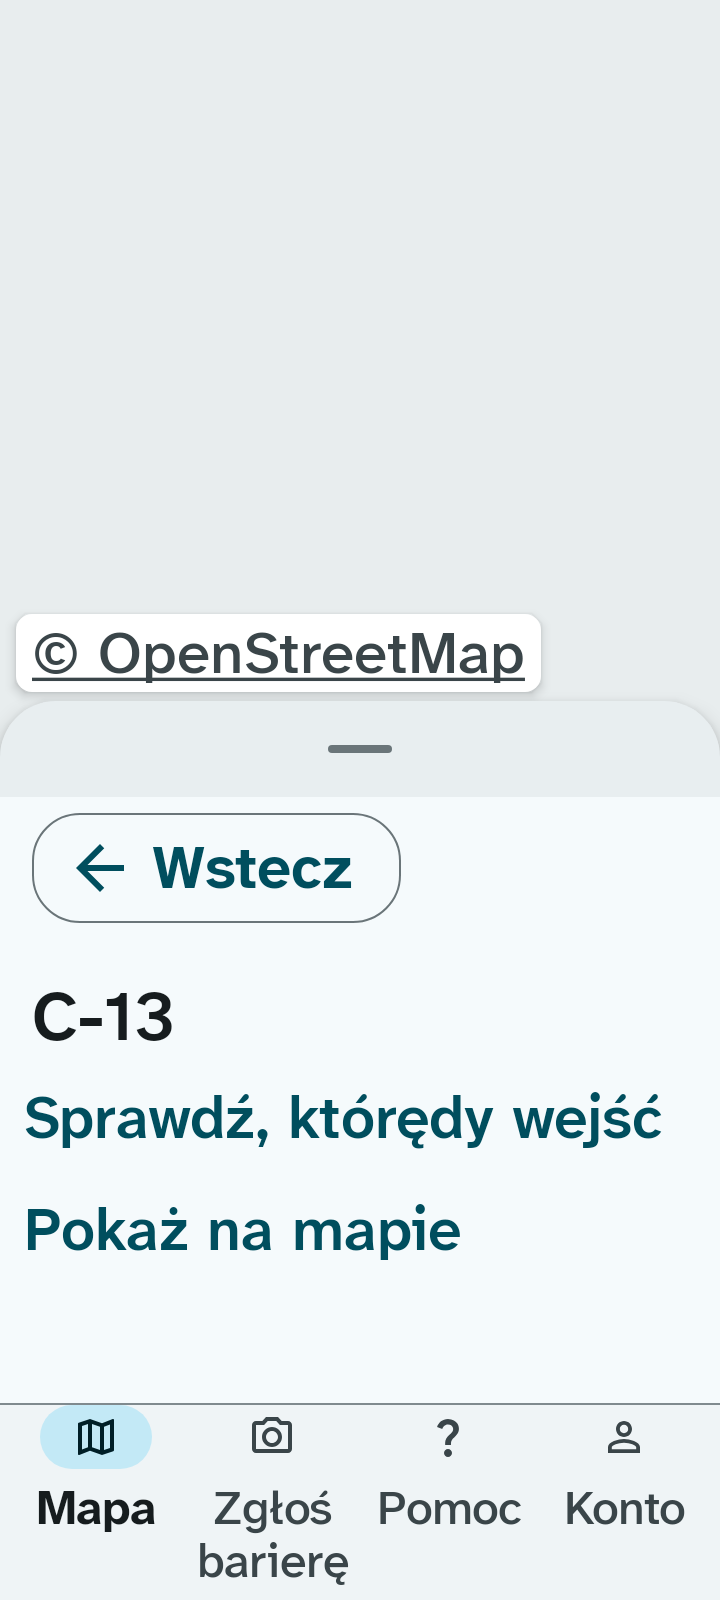 © OpenStreetMap
Wstecz
C-13
Sprawdź, którędy wejść
Pokaż na mapie
Mapa
Zgłoś
barierę
Pomoc
Konto